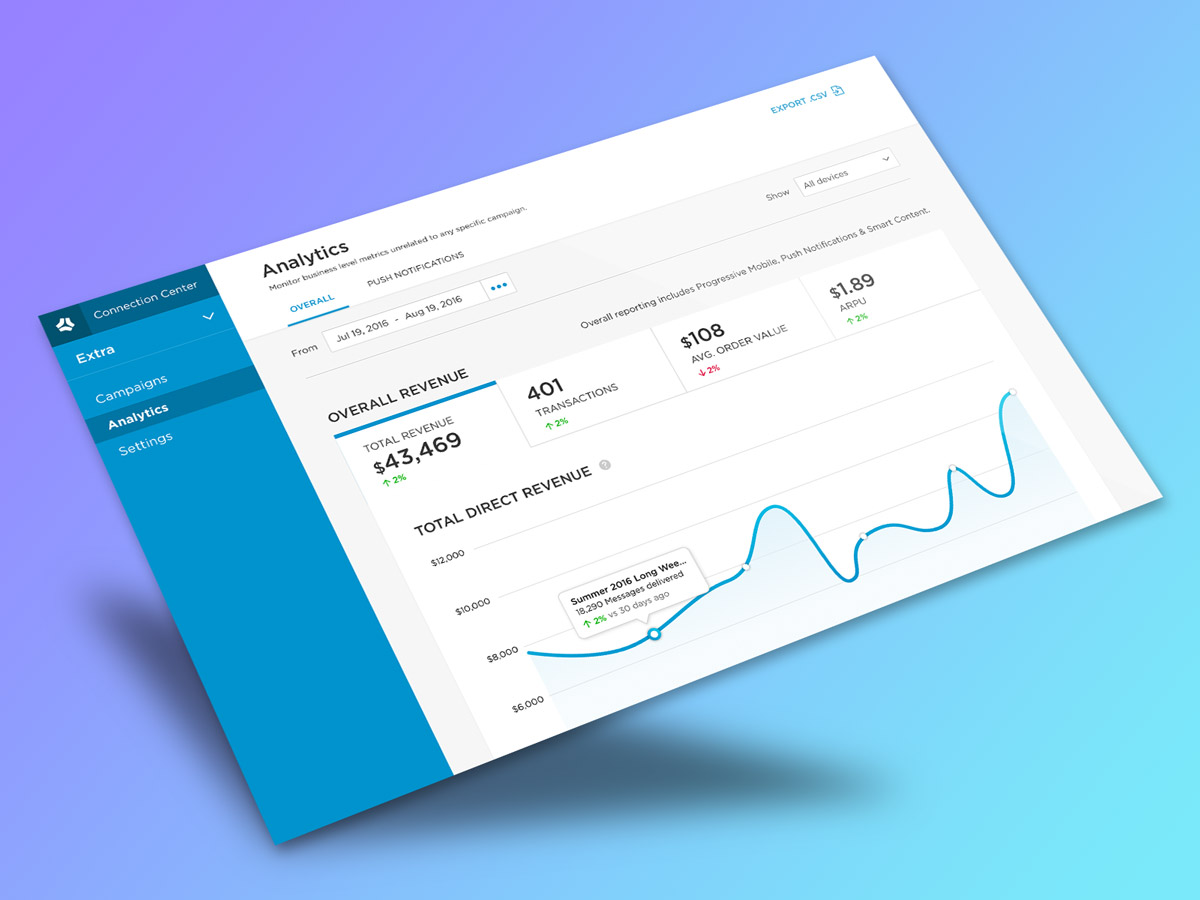 Connection Center
Extra
Campaigns
Analytics
Settings
Analytics
Monitor business level metrics unrelated to any specific campaign.
EXPORT .CSV
OVERALL
PUSH NOTIFICATIONS
From
Jul 19, 2016 - Aug 19, 2016
Show
All devices
Overall reporting includes Progressive Mobile, Push Notifications & Smart Content.
OVERALL REVENUE
TOTAL REVENUE
$43,469
2%
401
TRANSACTIONS
2%
$108
AVG. ORDER VALUE
2%
$1.89
ARPU
2%
TOTAL DIRECT REVENUE ?
$12,000
$10,000
$8,000
$6,000
Summer 2016 Long Wee...
18,290 Messages delivered
2% vs 30 days ago